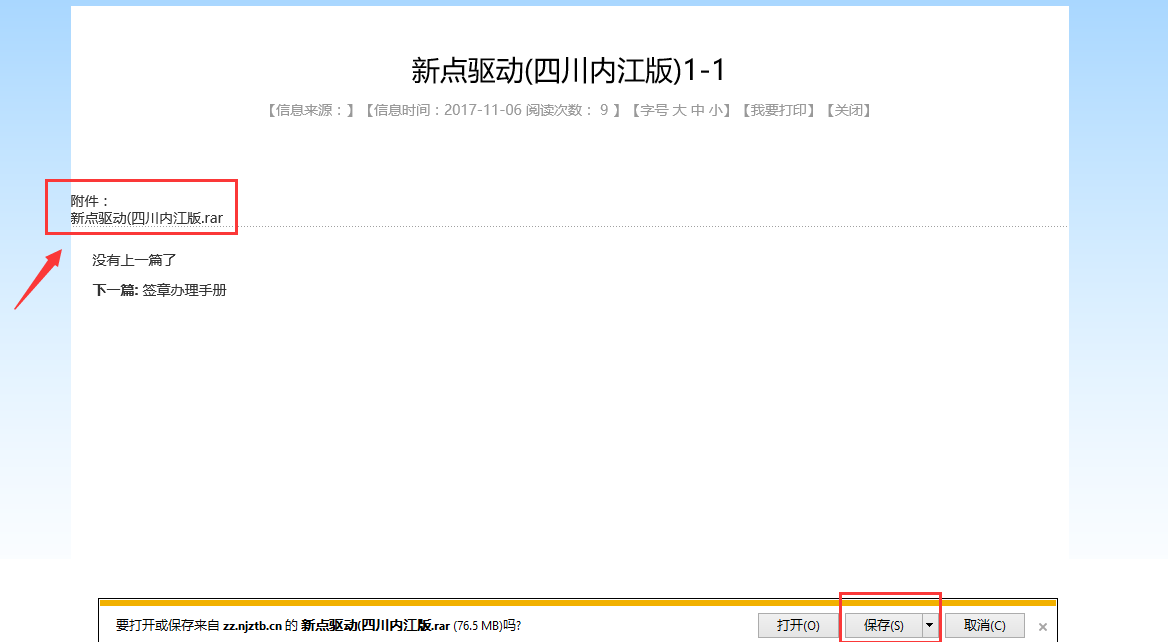 新点驱动(四川内江版)1-1
【信息来源：】【信息时间：2017-11-06 阅读次数： 9 】【字号 大 中 小】【我要打印】【关闭】
附件：
新点驱动(四川内江版.rar
没有上一篇了
下一篇: 签章办理手册
要打开或保存来自 zz.njztb.cn 的 新点驱动(四川内江版.rar (76.5 MB)吗? 打开(O) 保存(S) 取消(C) ×